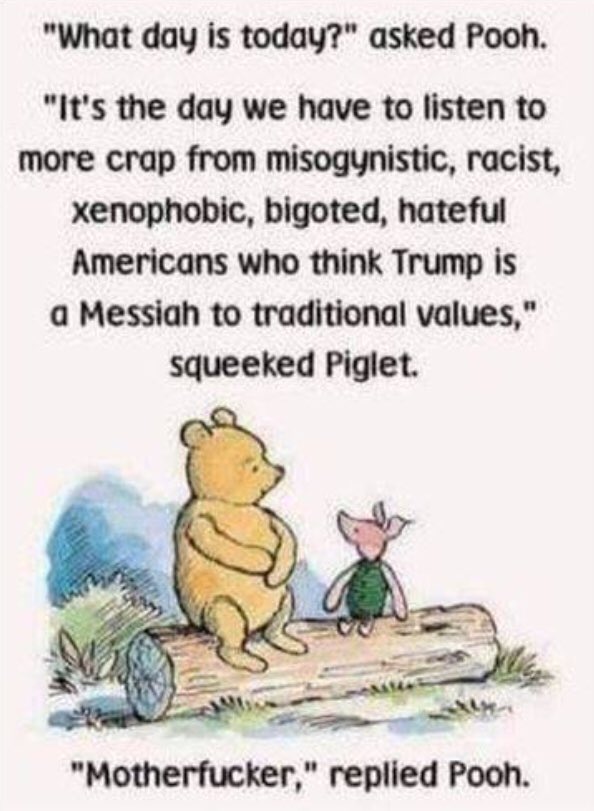 "What day is today?" asked Pooh.
"It's the day we have to listen to
more crap from misogynistic, racist,
xenophobic, bigoted, hateful
Americans who think Trump is
a Messiah to traditional values,"
squeeked Piglet.
"Motherfucker," replied Pooh.